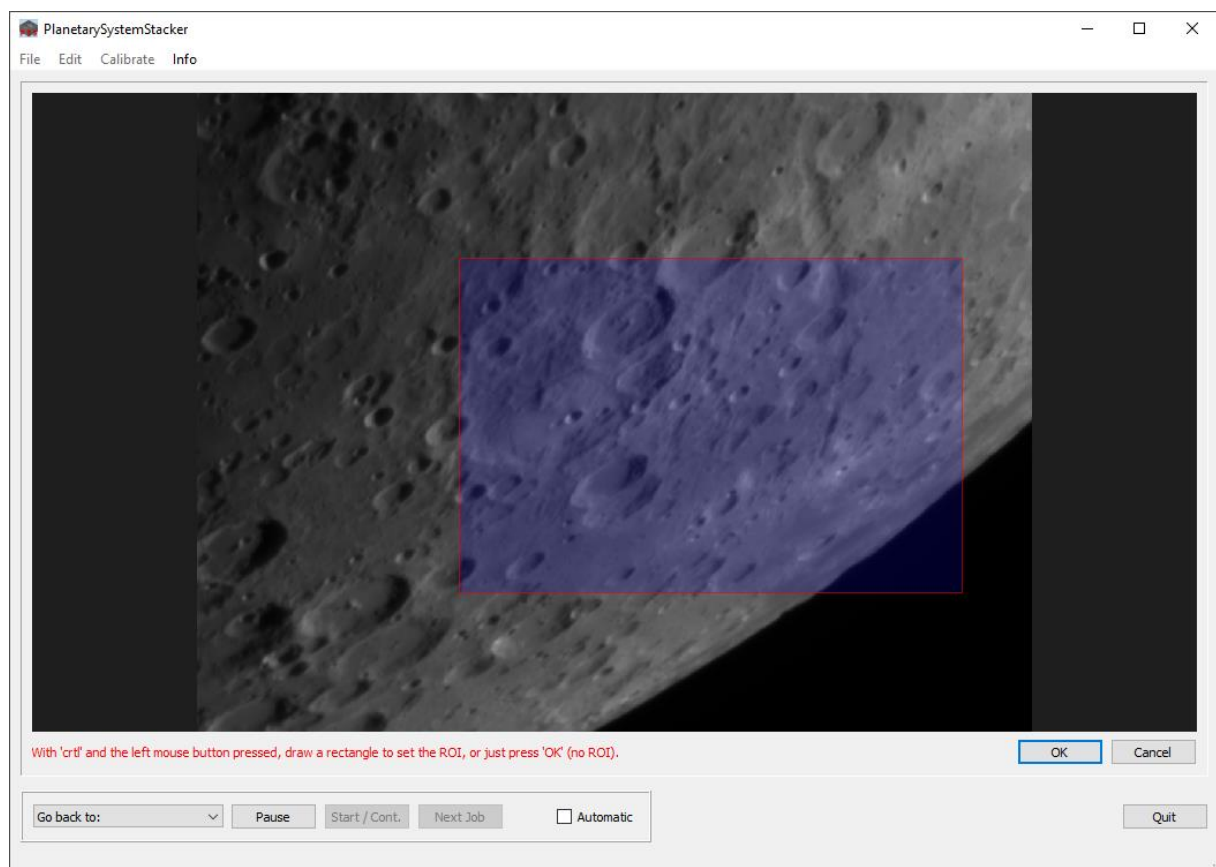 PlanetarySystemStacker
File Edit Calibrate Info
With 'crtl' and the left mouse button pressed, draw a rectangle to set the ROI, or just press 'OK' (no ROI).
OK Cancel
Go back to: Pause Start / Cont. Next Job Automatic Quit